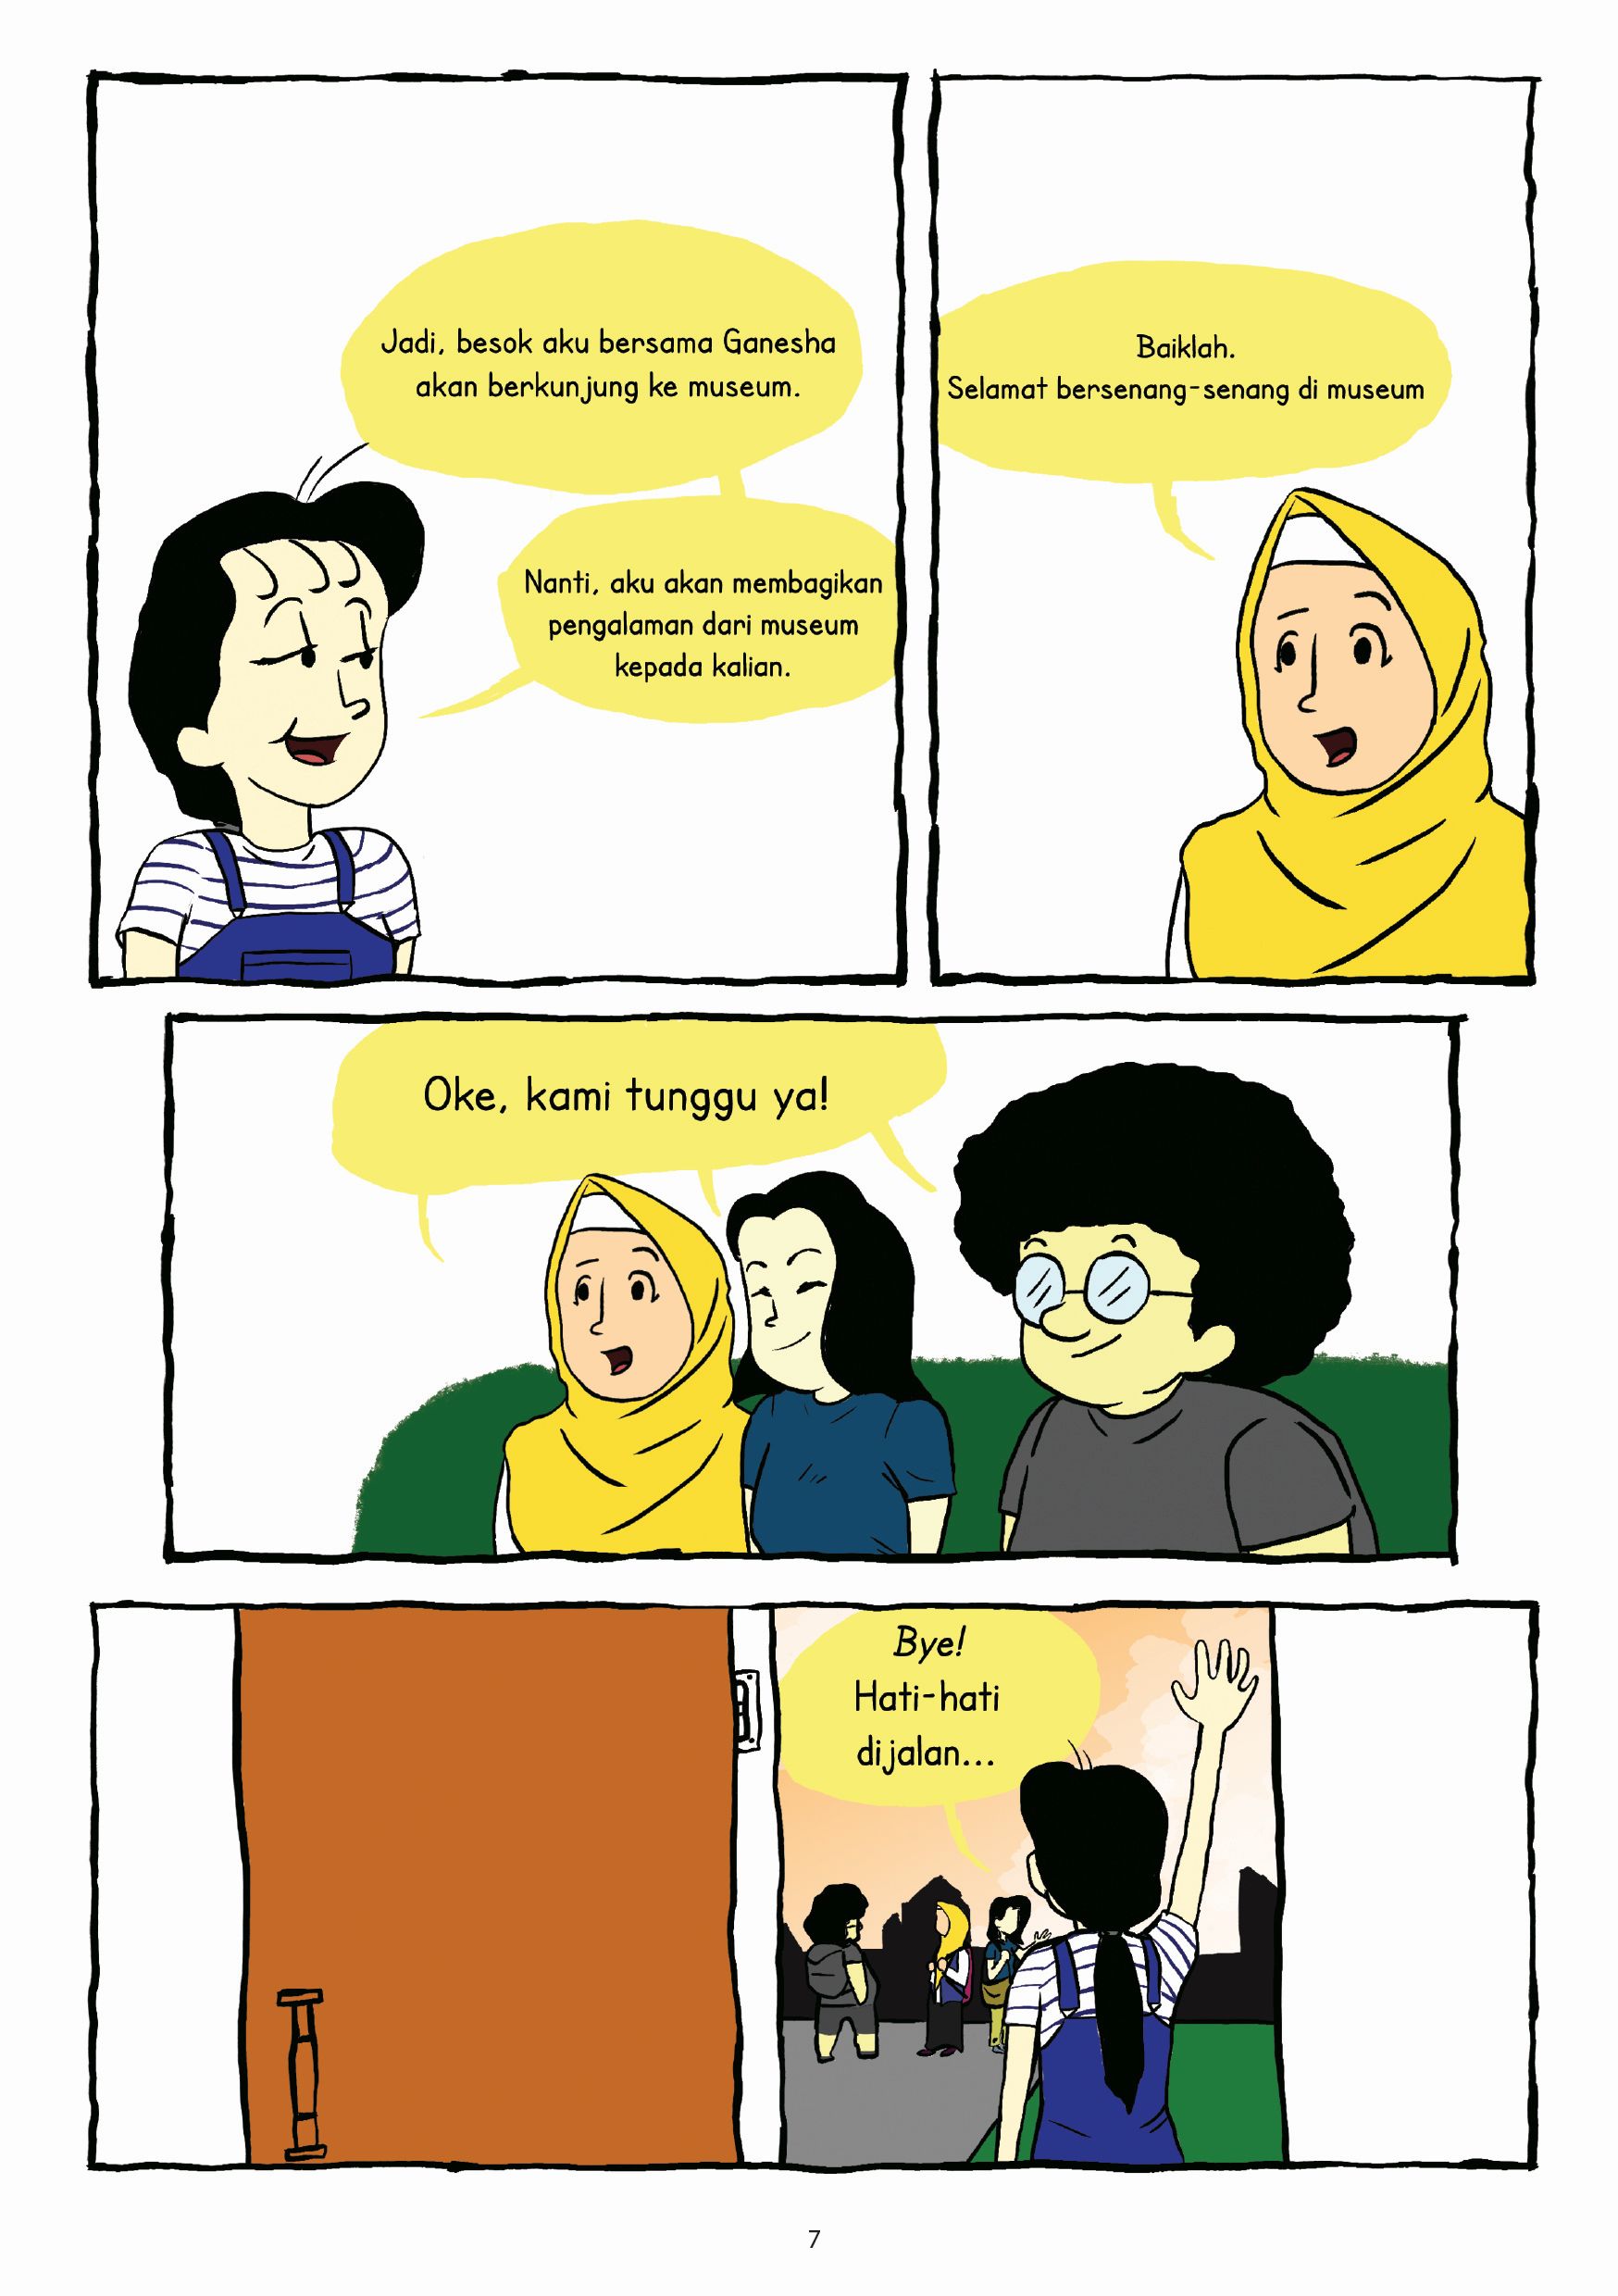 Jadi, besok aku bersama Ganesha
akan berkunjung ke museum.
Nanti, aku akan membagikan
pengalaman dari museum
kepada kalian.
Baiklah.
Selamat bersenang-senang di museum
Oke, kami tunggu ya!
Bye!
Hati-hati
dijalan...
7